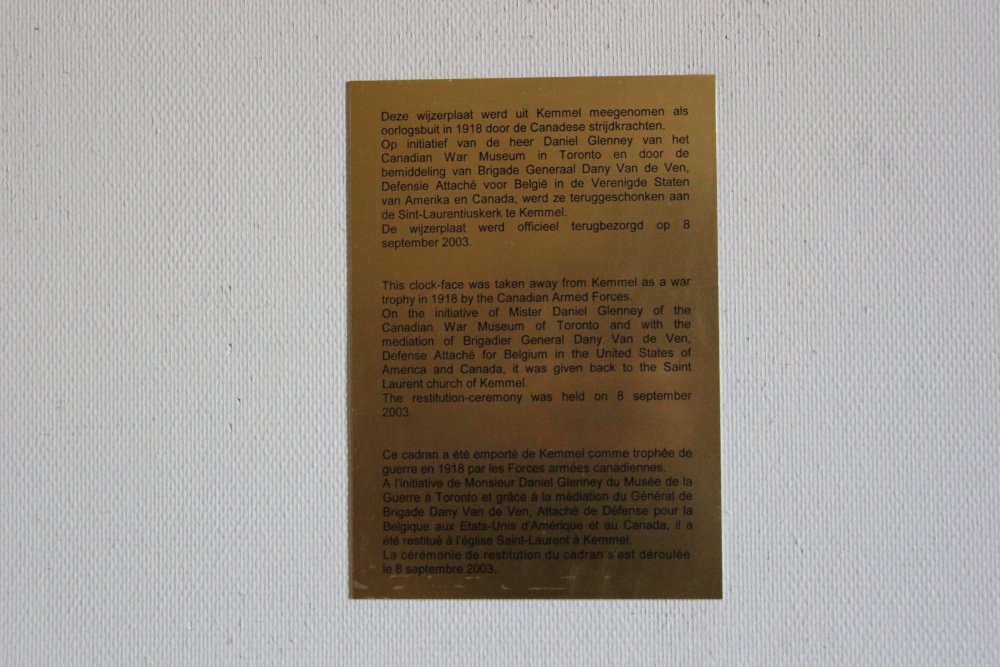 Deze wijzerplaat werd uit Kemmel meegenomen als
oorlogsbuit in 1918 door de Canadese strijdkrachten.
Op initiatief van de heer Daniel Glenney van het
Canadian War Museum in Toronto en door de
bemiddeling van Brigade Generaal Dany Van de Ven,
Defensie Attaché voor België in de Verenigde Staten
van Amerika en Canada, werd ze teruggeschonken aan
de Sint-Laurentiuskerk te Kemmel.
De wijzerplaat werd officieel terugbezorgd op 8
september 2003.
This clock-face was taken away from Kemmel as a war
trophy in 1918 by the Canadian Armed Forces.
On the initiative of Mister Daniel Glenney of the
Canadian War Museum of Toronto and with the
mediation of Brigadier General Dany Van de Ven,
Defense Attaché for Belgium in the United States of
America and Canada, it was given back to the Saint
Laurent church of Kemmel.
The restitution-ceremony was held on 8 september
2003.
Ce cadran a été emporté de Kemmel comme trophée de
guerre en 1918 par les Forces armées canadiennes.
A l'initiative de Monsieur Daniel Glenney du Musée de la
Guerre à Toronto et grâce à la médiation du Général de
Brigade Dany Van de Ven, Attaché de Défense pour la
Belgique aux Etats-Unis d'Amérique et au Canada, il a
été restitué à l'église Saint-Laurent à Kemmel.
La cérémonie de restitution du cadran s'est déroulée
le 8 septembre 2003.